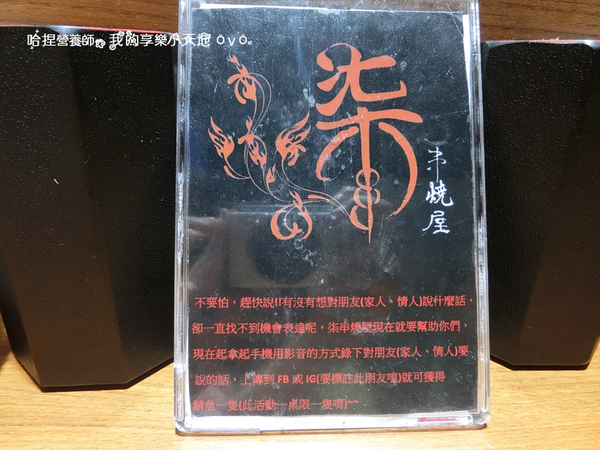 哈捏營養師。我的享樂小天地 ovo。
柒
串燒屋
不要怕，趕快說!!有沒有想對朋友(家人、情人)說什麼話，
卻一直找不到機會表達呢，柒串燒屋現在就要幫助你們，
現在起拿起手機用影音的方式錄下對朋友(家人、情人)要
說的話，上傳到 FB 或 IG(要標註此朋友唷)就可獲得
鯖魚一隻(此活動一桌限一隻唷)~~